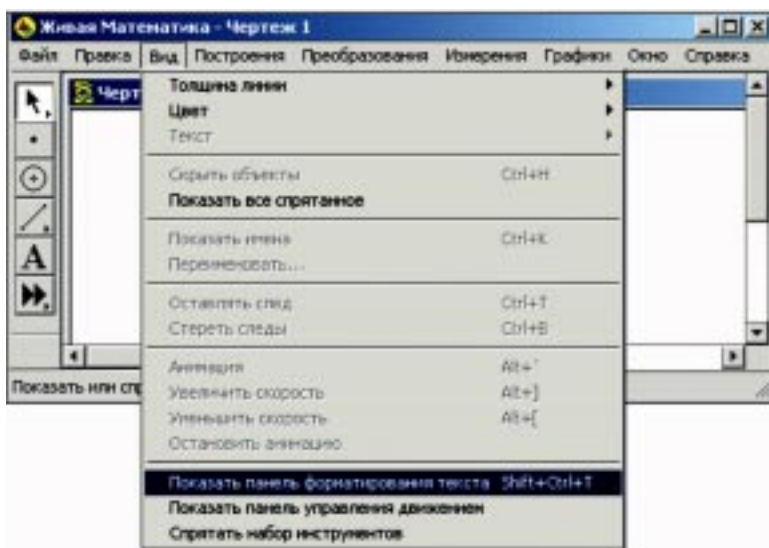 Живая Математика - Чертеж 1
Файл Правка Вид Построения Преобразования Измерения Графики Окно Справка
Черт
Толщина линии
Цвет
Текст
Скрыть объекты Ctrl+H
Показать все спрятанное
Показать имена Ctrl+K
Переименовать...
Оставлять след Ctrl+T
Стереть следы Ctrl+B
Анимация Alt+`
Увеличить скорость Alt+]
Уменьшить скорость Alt+[
Остановить анимацию
A
Показать или спр
Показать панель форматирования текста Shift+Ctrl+T
Показать панель управления движением
Спрятать набор инструментов